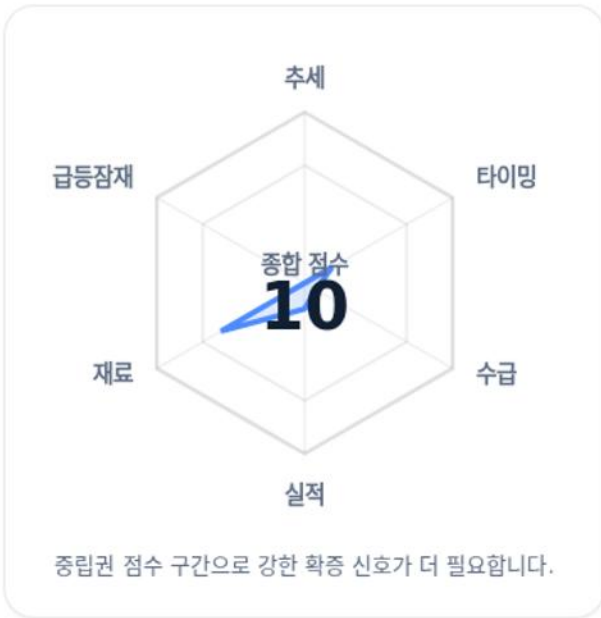 추세
급등잠재
타이밍
종합 점수
10
재료
수급
실적
중립권 점수 구간으로 강한 확증 신호가 더 필요합니다.